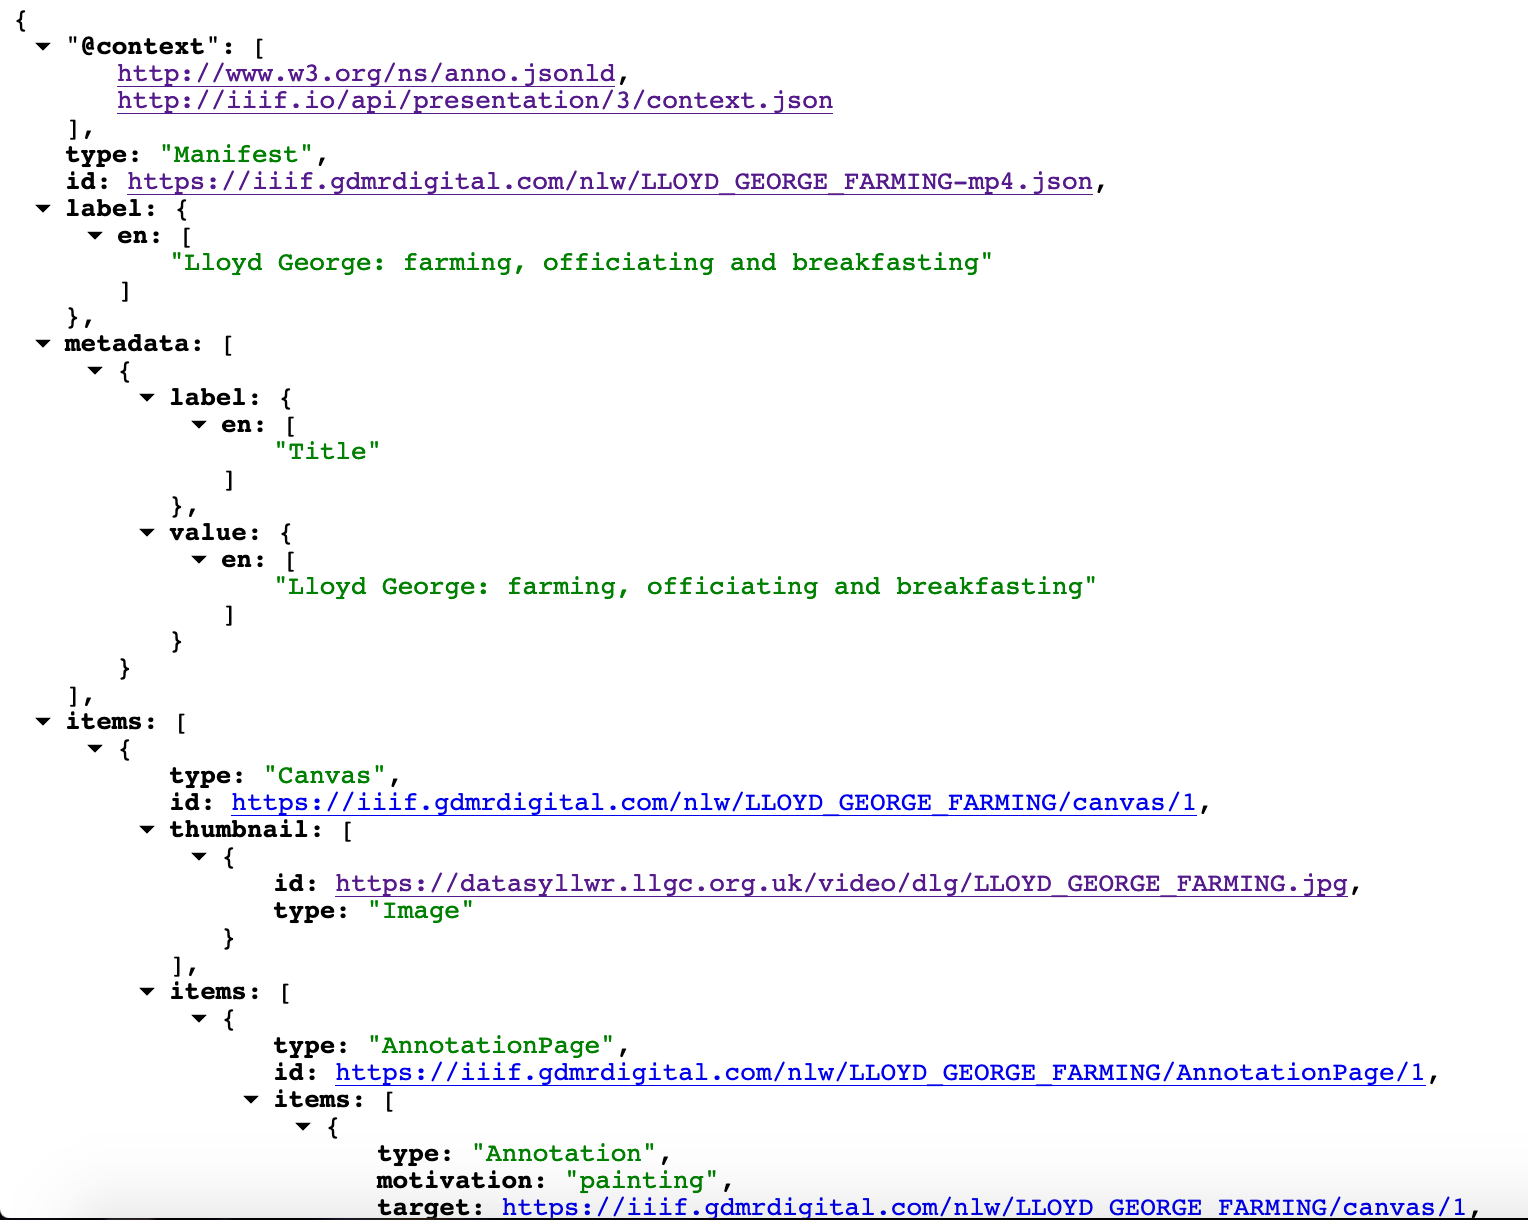 {
"@context": [
http://www.w3.org/ns/anno.jsonld,
http://iiif.io/api/presentation/3/context.json
],
type: "Manifest",
id: https://iiif.gdmrdigital.com/nlw/LLOYD_GEORGE_FARMING-mp4.json,
label: {
en: [
"Lloyd George: farming, officiating and breakfasting"
]
},
metadata: [
{
label: {
en: [
"Title"
]
},
value: {
en: [
"Lloyd George: farming, officiating and breakfasting"
]
}
}
],
items: [
{
type: "Canvas",
id: https://iiif.gdmrdigital.com/nlw/LLOYD_GEORGE_FARMING/canvas/1,
thumbnail: [
{
id: https://datasyllwr.llgc.org.uk/video/dlg/LLOYD_GEORGE_FARMING.jpg,
type: "Image"
}
],
items: [
{
type: "AnnotationPage",
id: https://iiif.gdmrdigital.com/nlw/LLOYD_GEORGE_FARMING/AnnotationPage/1,
items: [
{
type: "Annotation",
motivation: "painting",
target: https://iiif.gdmrdigital.com/nlw/LLOYD_GEORGE_FARMING/canvas/1,